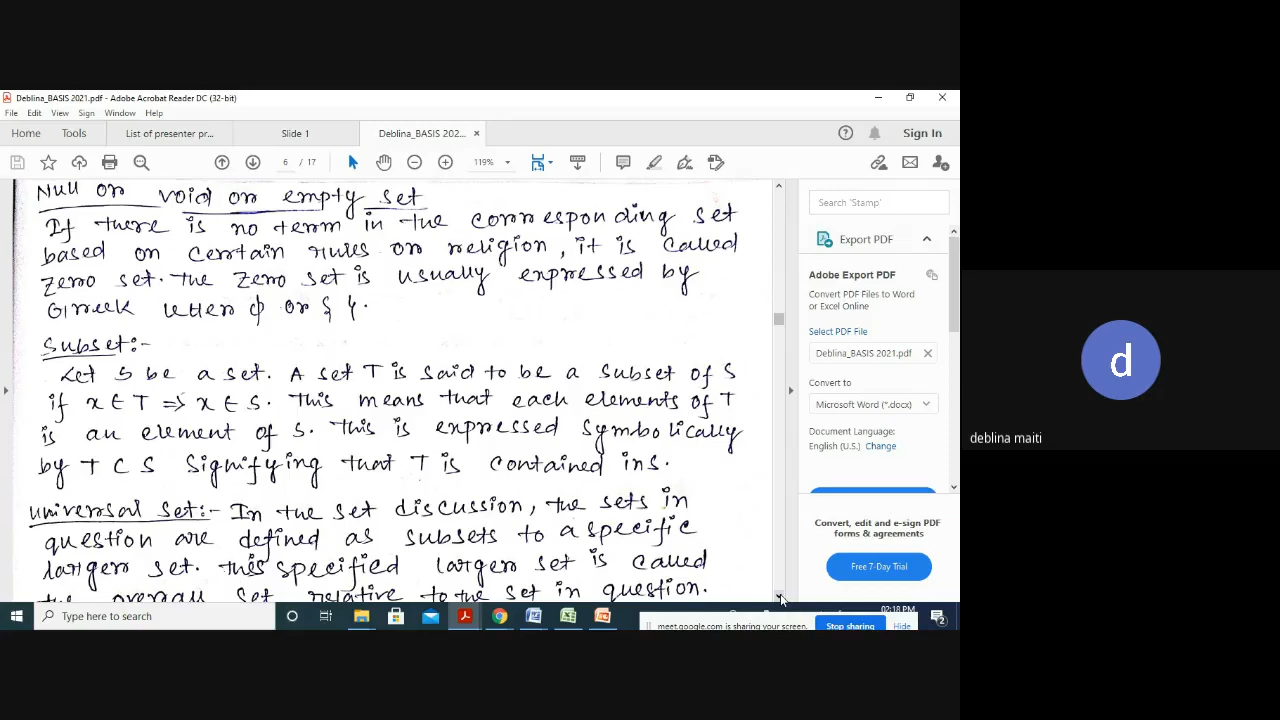 Deblina_BASIS 2021.pdf - Adobe Acrobat Reader DC (32-bit)
File Edit View Sign Window Help
Home Tools List of presenter pr... Slide 1 Deblina_BASIS 202... × Sign In
6 / 17 119%
Null or void or empty set
If there is no term in the corresponding set
based on certain rules or religion, it is called
zero set. The zero set is usually expressed by
Greek letter ϕ or { }.
Subset:-
Let S be a set. A set T is said to be a subset of S
if x ∈ T ⇒ x ∈ S. This means that each elements of T
is an element of S. This is expressed symbolically
by T ⊂ S signifying that T is contained in S.
Universal set:- In the set discussion, the sets in
question are defined as subsets to a specific
larger set. This specified larger set is called
the overall set relative to the set in question.
Search 'Stamp'
Export PDF
Adobe Export PDF
Convert PDF Files to Word
or Excel Online
Select PDF File
Deblina_BASIS 2021.pdf
Convert to
Microsoft Word (*.docx)
Document Language:
English (U.S.) Change
Convert, edit and e-sign PDF
forms & agreements
Free 7-Day Trial
Type here to search
02:18 PM
2
meet.google.com is sharing your screen. Stop sharing Hide
d
deblina maiti